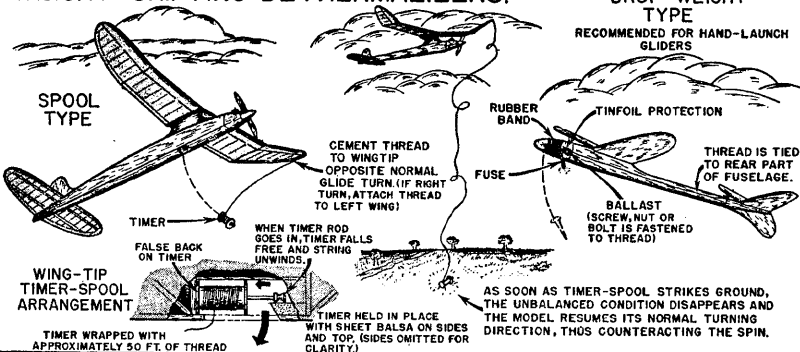 TYPE
RECOMMENDED FOR HAND-LAUNCH
GLIDERS
SPOOL
TYPE
CEMENT THREAD
TO WINGTIP
OPPOSITE NORMAL
GLIDE TURN. (IF RIGHT
TURN, ATTACH THREAD
TO LEFT WING)
TIMER
RUBBER
BAND
TINFOIL PROTECTION
FUSE
THREAD IS TIED
TO REAR PART
OF FUSELAGE.
BALLAST
(SCREW, NUT OR
BOLT IS FASTENED
TO THREAD)
WING-TIP
TIMER-SPOOL
ARRANGEMENT
FALSE BACK
ON TIMER
WHEN TIMER ROD
GOES IN, TIMER FALLS
FREE AND STRING
UNWINDS.
TIMER HELD IN PLACE
WITH SHEET BALSA ON SIDES
AND TOP, (SIDES OMITTED FOR
CLARITY.)
TIMER WRAPPED WITH
APPROXIMATELY 50 FT. OF THREAD
AS SOON AS TIMER-SPOOL STRIKES GROUND,
THE UNBALANCED CONDITION DISAPPEARS AND
THE MODEL RESUMES ITS NORMAL TURNING
DIRECTION, THUS COUNTERACTING THE SPIN.